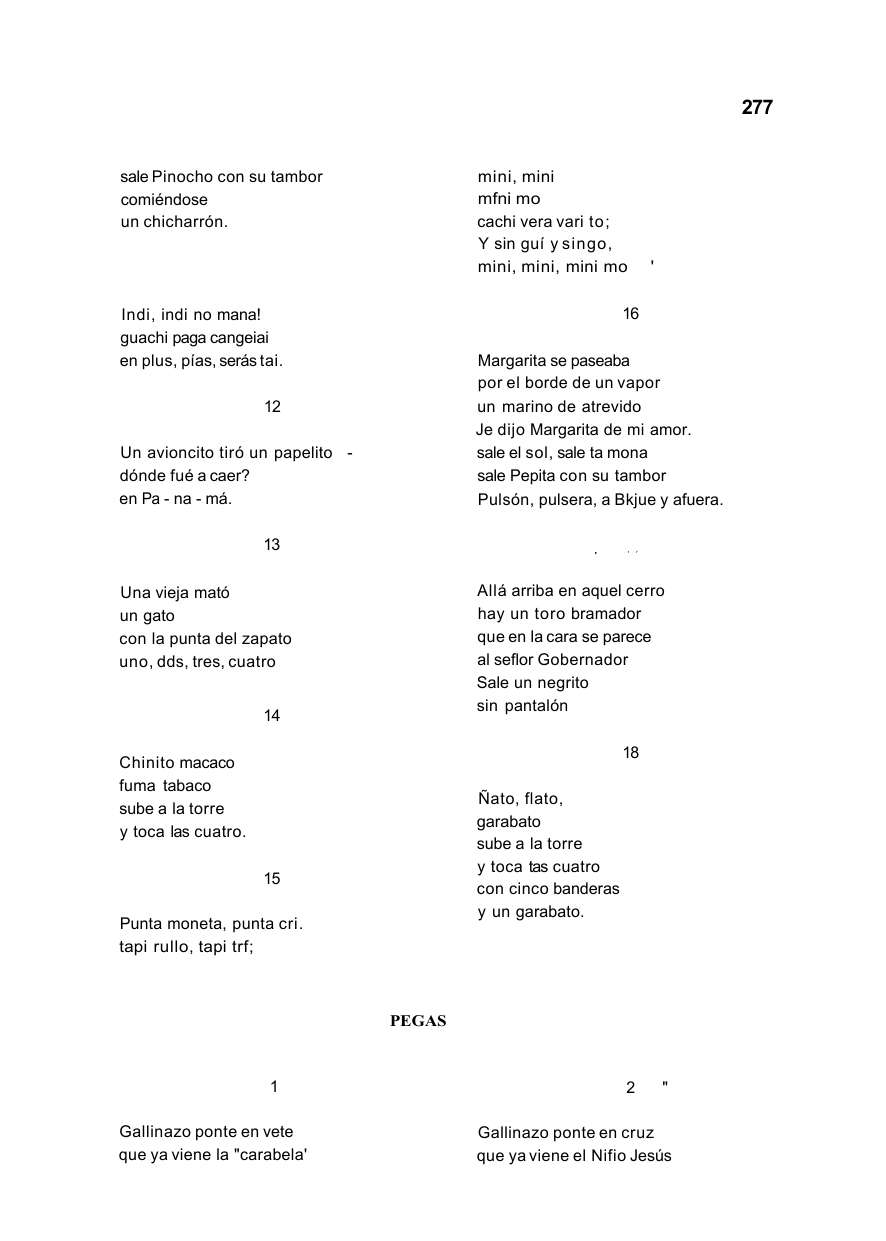 277
sale Pinocho con su tambor
comiéndose
un chicharrón.
Indi, indi no mana!
guachi paga cangeiai
en plus, pías, serás tai.
12
Un avioncito tiró un papelito -
dónde fué a caer?
en Pa - na - má.
13
Una vieja mató
un gato
con la punta del zapato
uno, dds, tres, cuatro
14
Chinito macaco
fuma tabaco
sube a la torre
y toca las cuatro.
15
Punta moneta, punta cri.
tapi rullo, tapi trf;
mini, mini
mfni mo
cachi vera vari to;
Y sin guí y singo,
mini, mini, mini mo '
16
Margarita se paseaba
por el borde de un vapor
un marino de atrevido
Je dijo Margarita de mi amor.
sale el sol, sale ta mona
sale Pepita con su tambor
Pulsón, pulsera, a Bkjue y afuera.
. . .
Allá arriba en aquel cerro
hay un toro bramador
que en la cara se parece
al seflor Gobernador
Sale un negrito
sin pantalón
18
Ñato, flato,
garabato
sube a la torre
y toca tas cuatro
con cinco banderas
y un garabato.
PEGAS
1
Gallinazo ponte en vete
que ya viene la "carabela'
2 "
Gallinazo ponte en cruz
que ya viene el Nifio Jesús